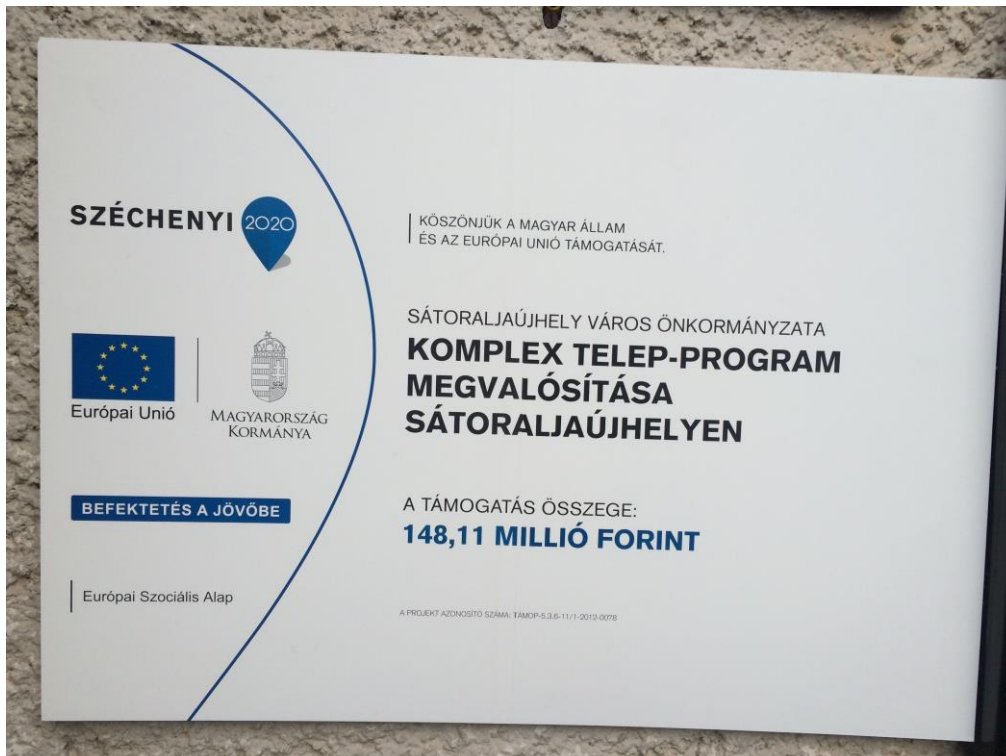 SZÉCHENYI 2020
KÖSZÖNJÜK A MAGYAR ÁLLAM
ÉS AZ EURÓPAI UNIÓ TÁMOGATÁSÁT.
Európai Unió
MAGYARORSZÁG
KORMÁNYA
BEFEKTETÉS A JÖVŐBE
Európai Szociális Alap
SÁTORALJAÚJHELY VÁROS ÖNKORMÁNYZATA
KOMPLEX TELEP-PROGRAM
MEGVALÓSÍTÁSA
SÁTORALJAÚJHELYEN
A TÁMOGATÁS ÖSSZEGE:
148,11 MILLIÓ FORINT
A PROJEKT AZONOSÍTÓ SZÁMA: TÁMOP-5.3.6-11/1-2012-0078